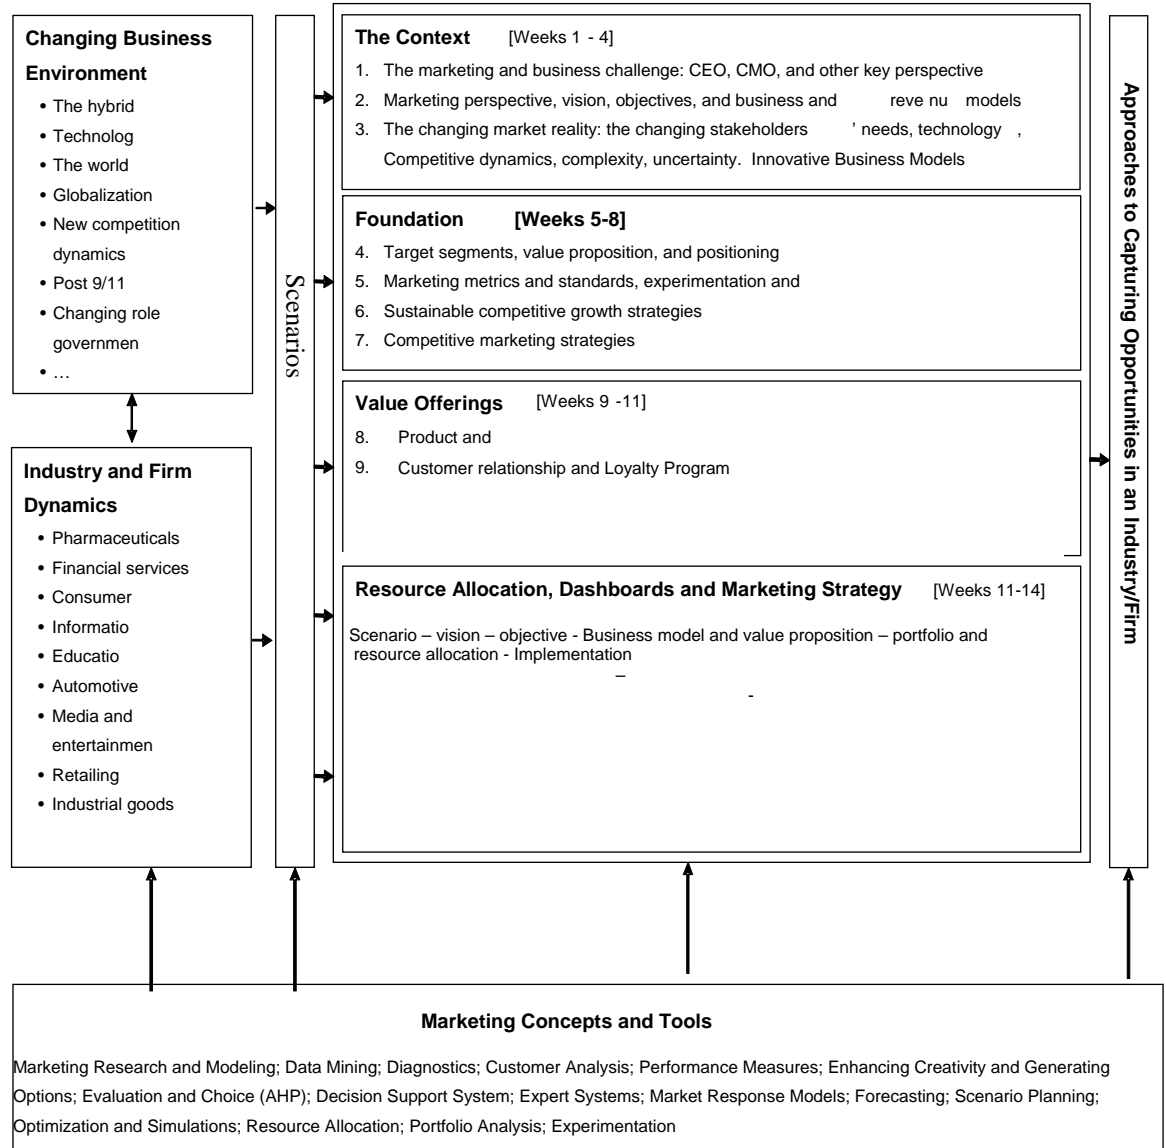 Changing Business
Environment
• The hybrid
• Technolog
• The world
• Globalization
• New competition
dynamics
• Post 9/11
• Changing role
governmen
• …
Industry and Firm
Dynamics
• Pharmaceuticals
• Financial services
• Consumer
• Informatio
• Educatio
• Automotive
• Media and
entertainmen
• Retailing
• Industrial goods
Scenarios
The Context [Weeks 1 - 4]
1. The marketing and business challenge: CEO, CMO, and other key perspective
2. Marketing perspective, vision, objectives, and business and reve nu models
3. The changing market reality: the changing stakeholders ’ needs, technology ,
Competitive dynamics, complexity, uncertainty. Innovative Business Models
Foundation [Weeks 5-8]
4. Target segments, value proposition, and positioning
5. Marketing metrics and standards, experimentation and
6. Sustainable competitive growth strategies
7. Competitive marketing strategies
Value Offerings [Weeks 9 -11]
8. Product and
9. Customer relationship and Loyalty Program
Resource Allocation, Dashboards and Marketing Strategy [Weeks 11-14]
Scenario – vision – objective - Business model and value proposition – portfolio and
resource allocation - Implementation
–
-
Approaches to Capturing Opportunities in an Industry/Firm
Marketing Concepts and Tools
Marketing Research and Modeling; Data Mining; Diagnostics; Customer Analysis; Performance Measures; Enhancing Creativity and Generating
Options; Evaluation and Choice (AHP); Decision Support System; Expert Systems; Market Response Models; Forecasting; Scenario Planning;
Optimization and Simulations; Resource Allocation; Portfolio Analysis; Experimentation